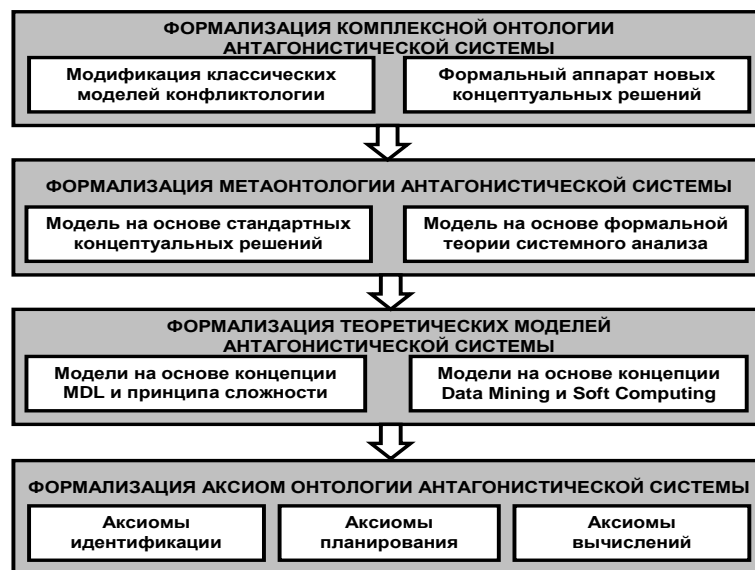 ФОРМАЛИЗАЦИЯ КОМПЛЕКСНОЙ ОНТОЛОГИИ
АНТАГОНИСТИЧЕСКОЙ СИСТЕМЫ
Модификация классических
моделей конфликтологии
Формальный аппарат новых
концептуальных решений
ФОРМАЛИЗАЦИЯ МЕТАОНТОЛОГИИ АНТАГОНИСТИЧЕСКОЙ СИСТЕМЫ
Модель на основе стандартных
концептуальных решений
Модель на основе формальной
теории системного анализа
ФОРМАЛИЗАЦИЯ ТЕОРЕТИЧЕСКИХ МОДЕЛЕЙ
АНТАГОНИСТИЧЕСКОЙ СИСТЕМЫ
Модели на основе концепции
MDL и принципа сложности
Модели на основе концепции
Data Mining и Soft Computing
ФОРМАЛИЗАЦИЯ АКСИОМ ОНТОЛОГИИ АНТАГОНИСТИЧЕСКОЙ СИСТЕМЫ
Аксиомы
идентификации
Аксиомы
планирования
Аксиомы
вычислений